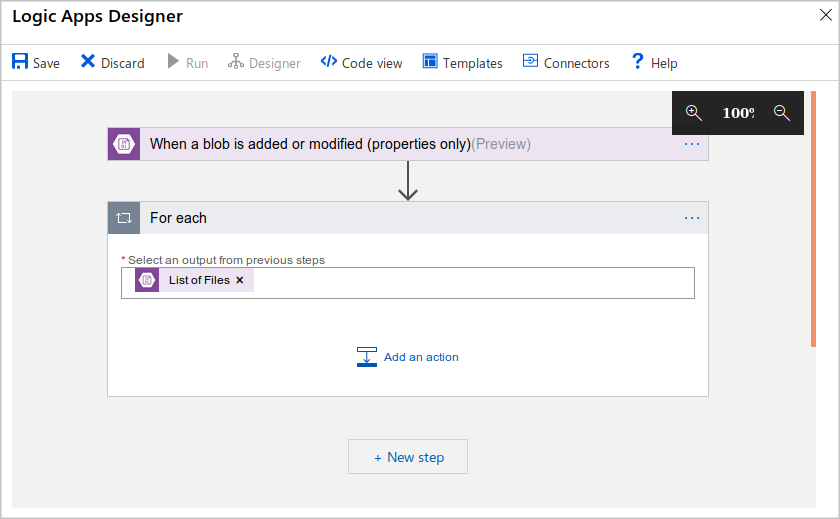 Logic Apps Designer
Save Discard Run Designer Code view Templates Connectors Help
100%
When a blob is added or modified (properties only)(Preview)
For each
* Select an output from previous steps
List of Files ×
Add an action
+ New step